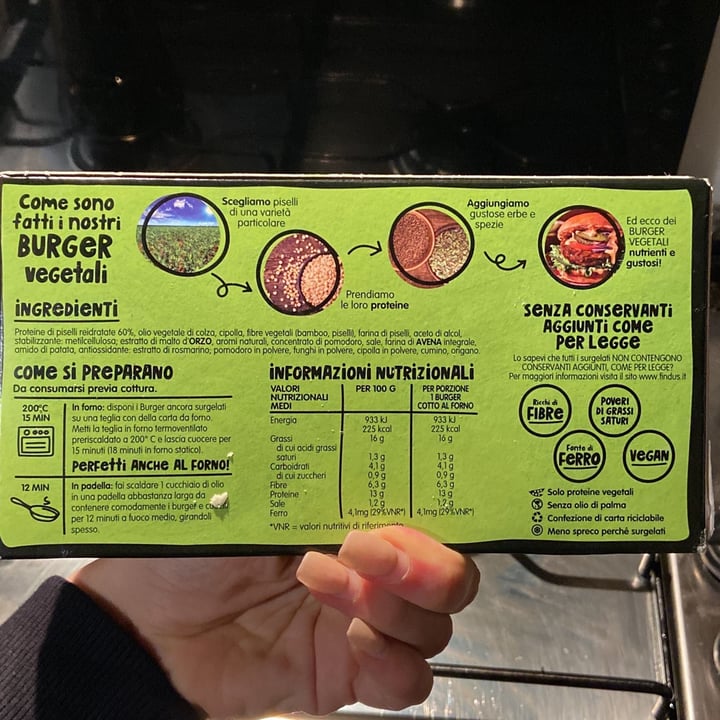 Come sono
fatti i nostri
BURGER
vegetali
Scegliamo piselli
di una varietà
particolare
Prendiamo
le loro proteine
Aggiungiamo
gustose erbe e
spezie
Ed ecco dei
BURGER
VEGETALI
nutrienti e
gustosi!
INGREDIENTI
Proteine di piselli reidratate 60%, olio vegetale di colza, cipolla, fibre vegetali (bamboo, piselli), farina di piselli, aceto di alcol,
stabilizzante: metilcellulosa; estratto di malto d'ORZO, aromi naturali, concentrato di pomodoro, sale, farina di AVENA integrale,
amido di patata, antiossidante: estratto di rosmarino; pomodoro in polvere, funghi in polvere, cipolla in polvere, cumino, origano.
COME SI PREPARANO
Da consumarsi previa cottura.
200°C
15 MIN
In forno: disponi i Burger ancora surgelati
su una teglia con della carta da forno.
Metti la teglia in forno termoventilato
preriscaldato a 200° C e lascia cuocere per
15 minuti (18 minuti in forno statico).
PERFETTI ANCHE AL FORNO!
12 MIN
In padella: fai scaldare 1 cucchiaio di olio
in una padella abbastanza larga da
contenere comodamente i burger e
per 12 minuti a fuoco medio, girandoli
spesso.
INFORMAZIONI NUTRIZIONALI
VALORI
NUTRIZIONALI
MEDI
PER 100 G
PER PORZIONE
1 BURGER
COTTO AL FORNO
Energia 933 kJ 933 kJ
225 kcal 225 kcal
Grassi 16 g 16 g
di cui acidi grassi
saturi 1,3 g 1,3 g
Carboidrati 4,1 g 4,1 g
di cui zuccheri 0,9 g 0,9 g
Fibre 6,3 g 6,3 g
Proteine 13 g 13 g
Sale 1,2 g 1,2 g
Ferro 4,1mg (29%VNR*) 4,1mg (29%VNR*)
*VNR = valori nutritivi di riferimento
SENZA CONSERVANTI
AGGIUNTI COME
PER LEGGE
Lo sapevi che tutti i surgelati NON CONTENGONO
CONSERVANTI AGGIUNTI, COME PER LEGGE?
Per maggiori informazioni visita il sito www.findus.it
Ricchi di
FIBRE
POVERI
DI GRASSI
SATURI
Fonte di
FERRO
VEGAN
Solo proteine vegetali
Senza olio di palma
Confezione di carta riciclabile
Meno spreco perché surgelati